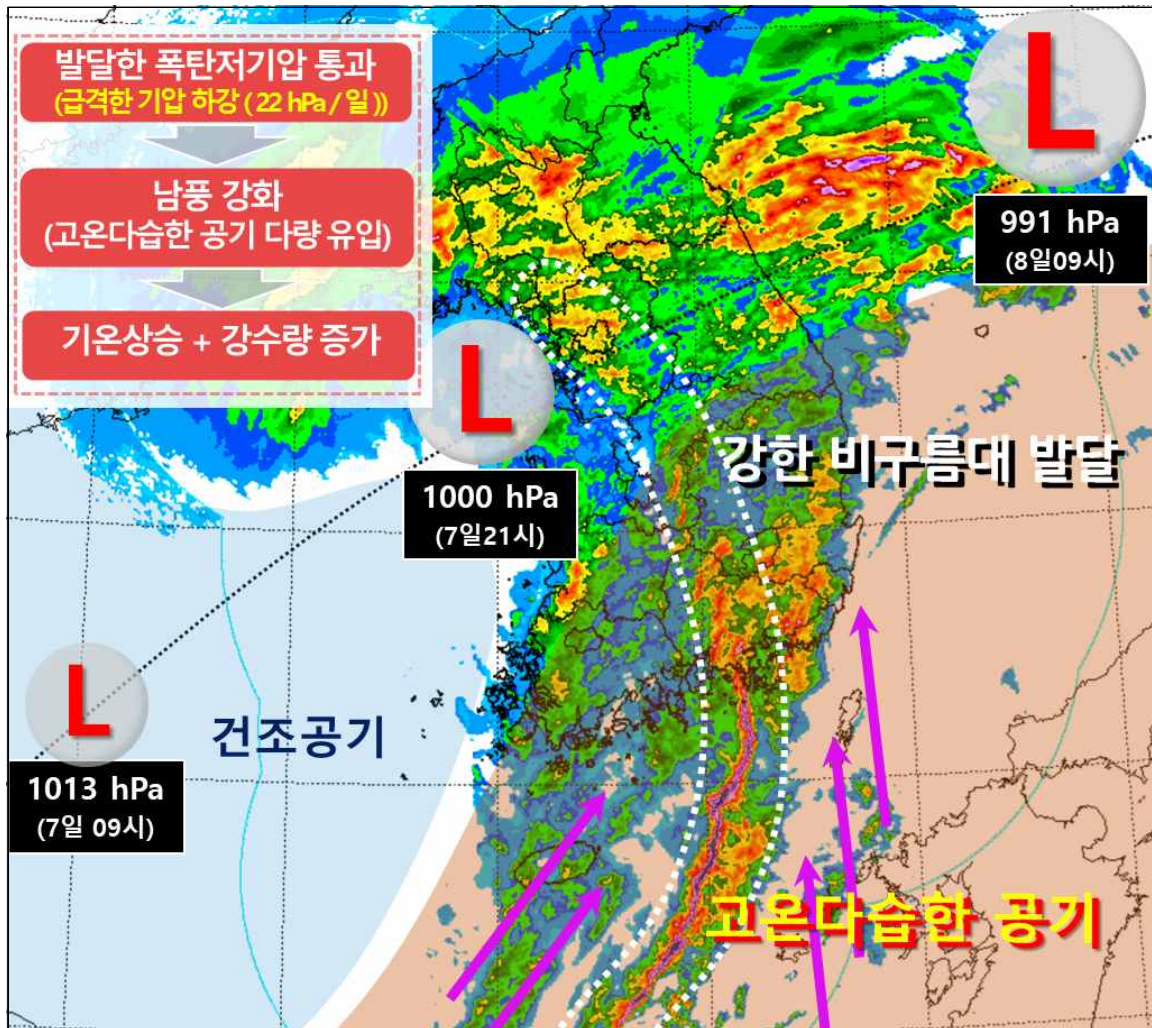 발달한 폭탄저기압 통과
(급격한 기압 하강 ( 22 hPa / 일 ))
남풍 강화
(고온다습한 공기 다량 유입)
기온상승 + 강수량 증가
L
991 hPa
(8일09시)
L
1000 hPa
(7일21시)
강한 비구름대 발달
L
1013 hPa
(7일 09시)
건조공기
고온다습한 공기